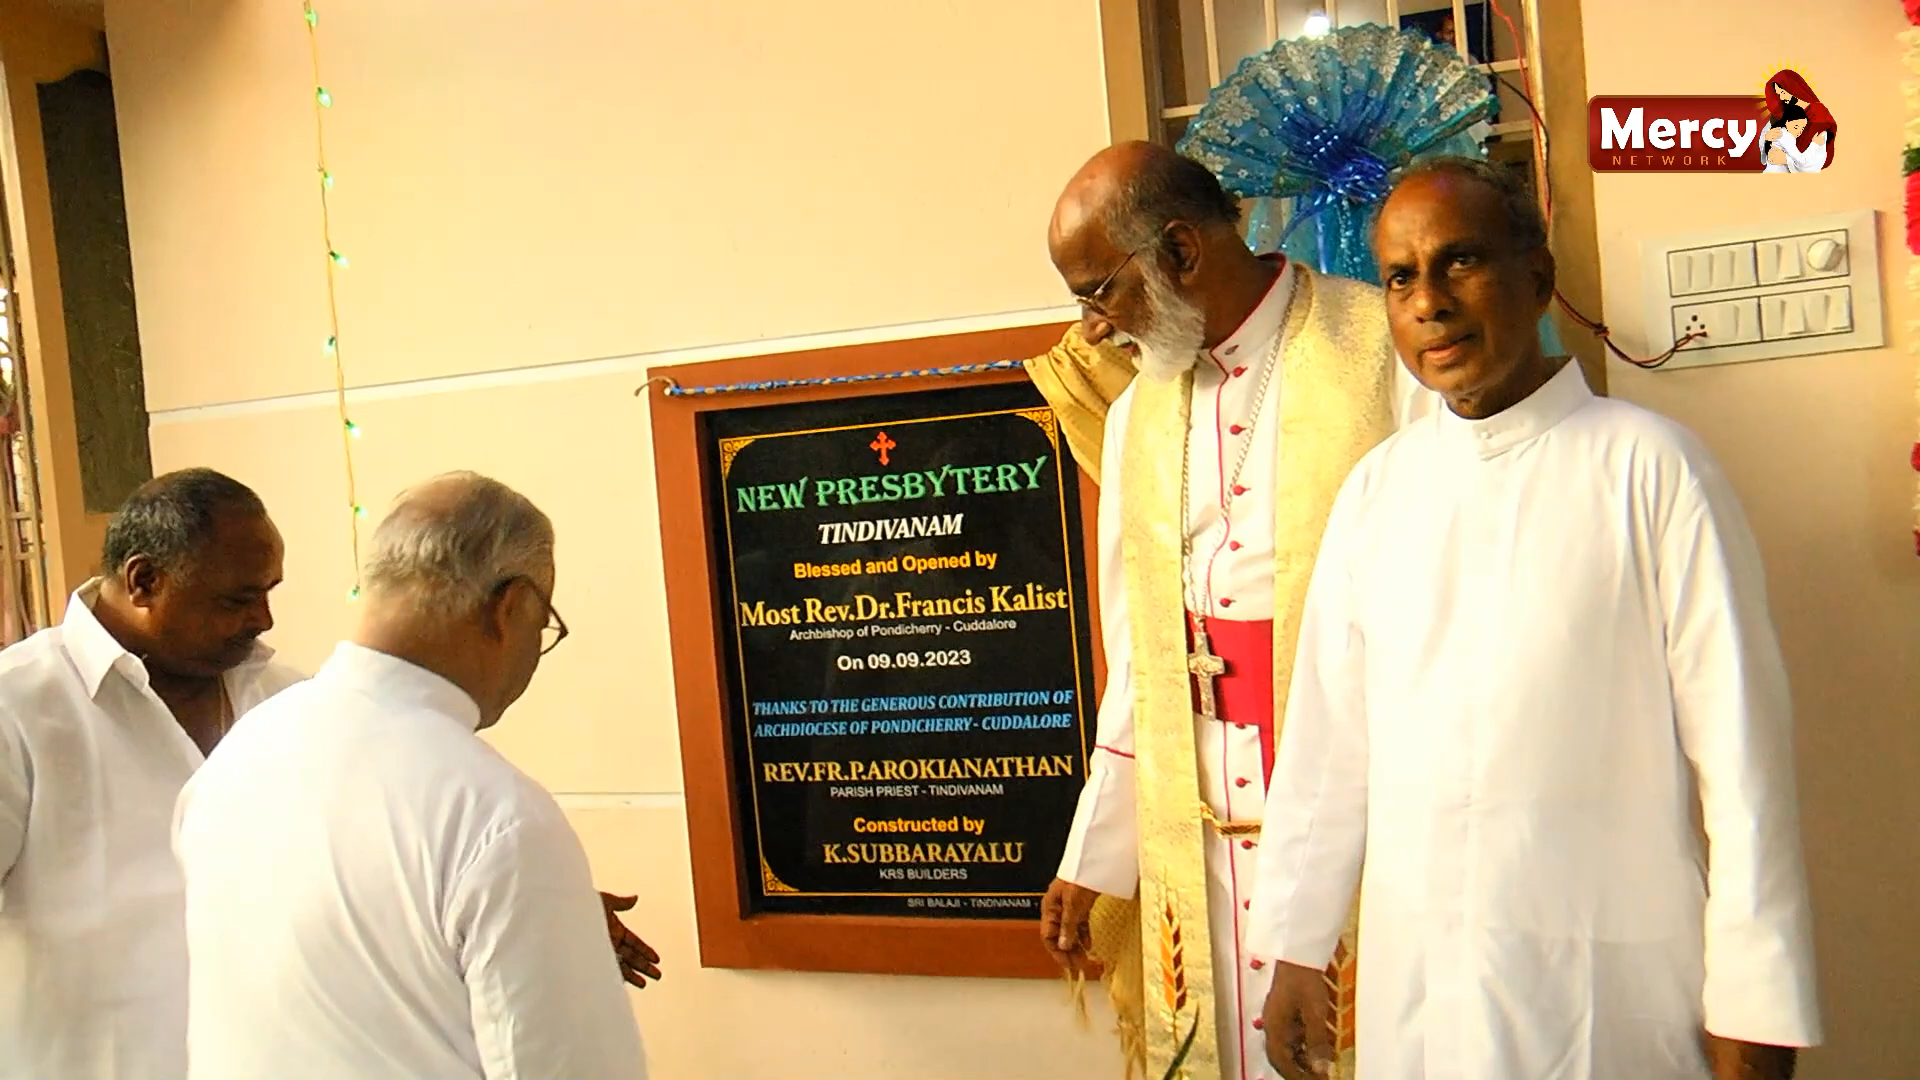 Mercy
NETWORK
NEW PRESBYTERY
TINDIVANAM
Blessed and Opened by
Most Rev.Dr.Francis Kalist
Archbishop of Pondicherry - Cuddalore
On 09.09.2023
THANKS TO THE GENEROUS CONTRIBUTION OF
ARCHDIOCESE OF PONDICHERRY - CUDDALORE
REV.FR.P.AROKIANATHAN
PARISH PRIEST - TINDIVANAM
Constructed by
K.SUBBARAYALU
KRS BUILDERS
SRI BALAJI - TINDIVANAM -